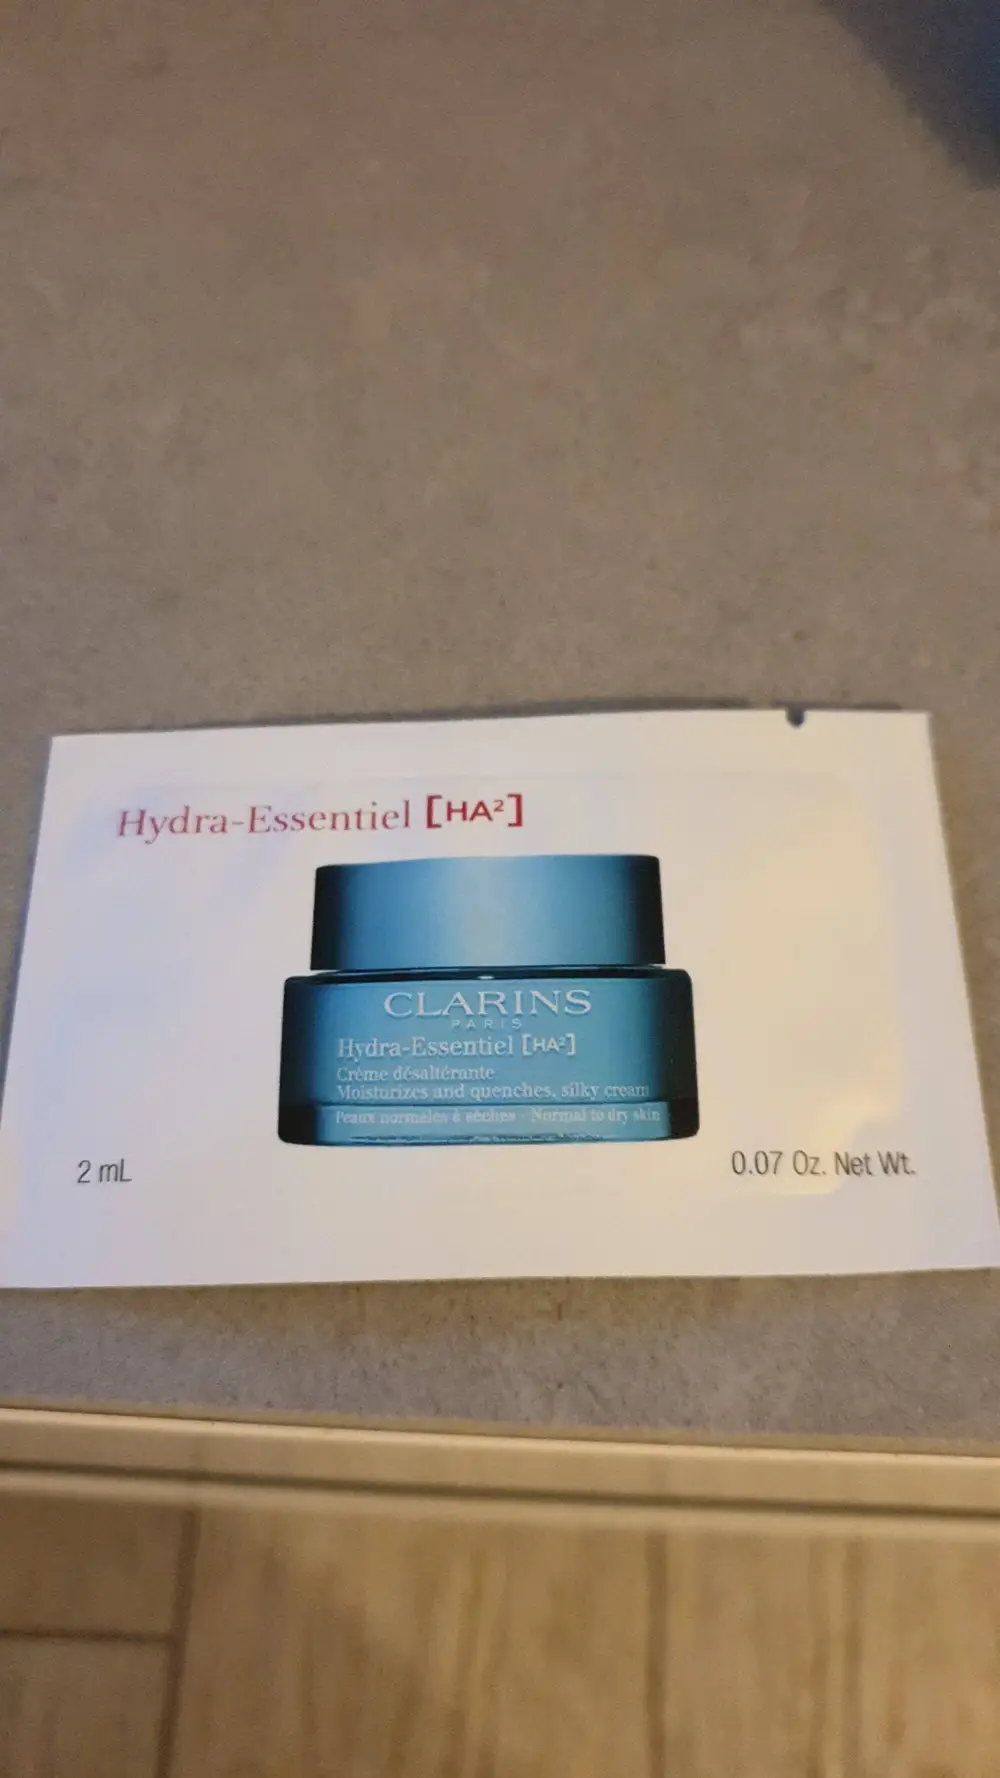 Hydra-Essentiel [HA²]
CLARINS
PARIS
Hydra-Essentiel [HA²]
Crème désaltérante
Moisturizes and quenches, silky cream
Peaux normales à sèches - Normal to dry skin
2 mL
0.07 Oz. Net Wt.